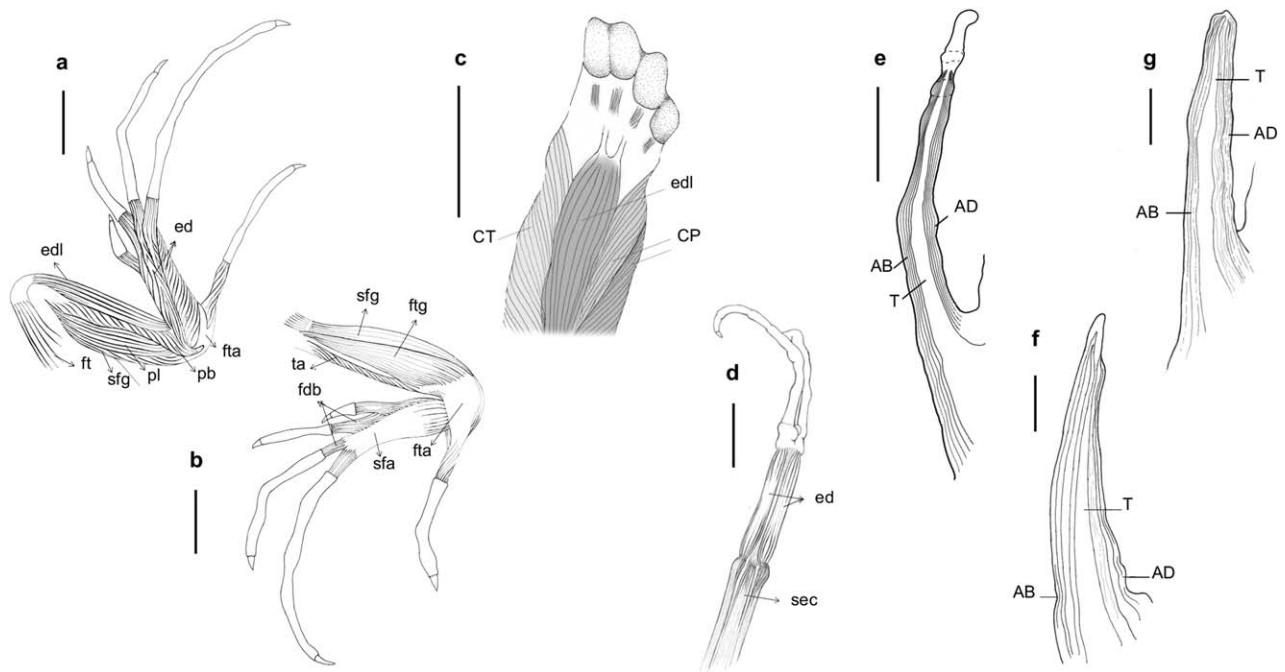 a
edl
ed
ft
sfg
pl
pb
fta
b
sfg
ftg
ta
fdb
sfa
fta
c
edl
CT
CP
d
ed
sec
e
AD
AB
T
g
T
AD
AB
f
T
AD
AB